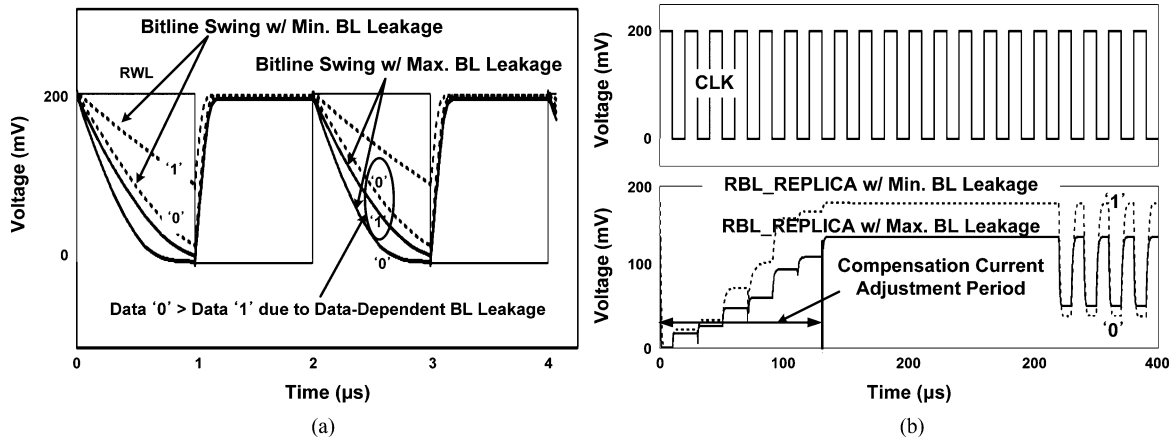 Bitline Swing w/ Min. BL Leakage
RWL
Bitline Swing w/ Max. BL Leakage
200
Voltage (mV)
0
'1'
'0'
'0'
'1'
'0'
Data '0' > Data '1' due to Data-Dependent BL Leakage
0
1
2
3
4
Time (µs)
(a)
200
Voltage (mV)
0
CLK
200
Voltage (mV)
100
0
RBL_REPLICA w/ Min. BL Leakage
RBL_REPLICA w/ Max. BL Leakage
'1'
Compensation Current
Adjustment Period
'0'
0
100
200
200
400
Time (µs)
(b)